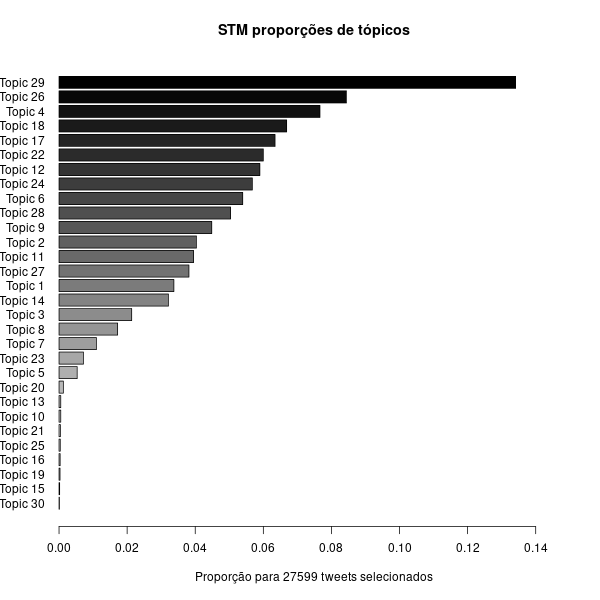 STM proporções de tópicos
Topic 29
Topic 26
Topic 4
Topic 18
Topic 17
Topic 22
Topic 12
Topic 24
Topic 6
Topic 28
Topic 9
Topic 2
Topic 11
Topic 27
Topic 1
Topic 14
Topic 3
Topic 8
Topic 7
Topic 23
Topic 5
Topic 20
Topic 13
Topic 10
Topic 21
Topic 25
Topic 16
Topic 19
Topic 15
Topic 30
0.00 0.02 0.04 0.06 0.08 0.10 0.12 0.14
Proporção para 27599 tweets selecionados